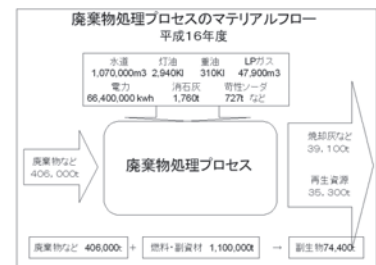 廃棄物処理プロセスのマテリアルフロー
平成16年度
水道 灯油 重油 LPガス
1,070,000m3 2,940Kl 310Kl 47,900m3
電力 消石灰 苛性ソーダ
66,400,000 kwh 1,760t 727t など
廃棄物など
406,000t
廃棄物処理プロセス
焼却灰など
39,100t
再生資源
35,300t
廃棄物など 406,000t + 燃料・副資材 1,100,000t → 副生物74,400t